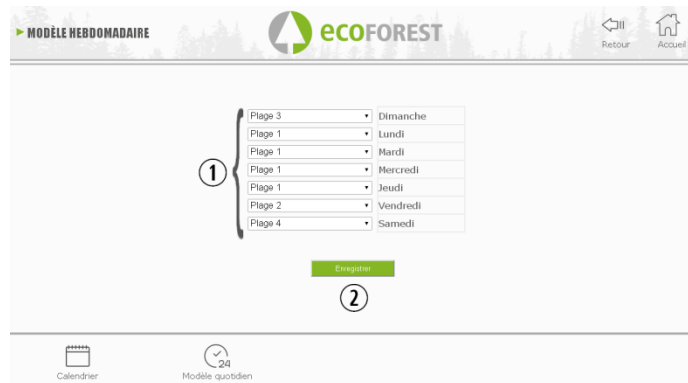 MODÈLE HEBDOMADAIRE
ecoFOREST
Retour
Accueil
Plage 3 Dimanche
Plage 1 Lundi
Plage 1 Mardi
Plage 1 Mercredi
Plage 1 Jeudi
Plage 2 Vendredi
Plage 4 Samedi
1
Enregistrer
2
Calendrier
24
Modèle quotidien